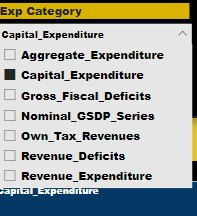 Exp Category
Capital_Expenditure
Aggregate_Expenditure
Capital_Expenditure
Gross_Fiscal_Deficits
Nominal_GSDP_Series
Own_Tax_Revenues
Revenue_Deficits
Revenue_Expenditure
Capital_Expenditure